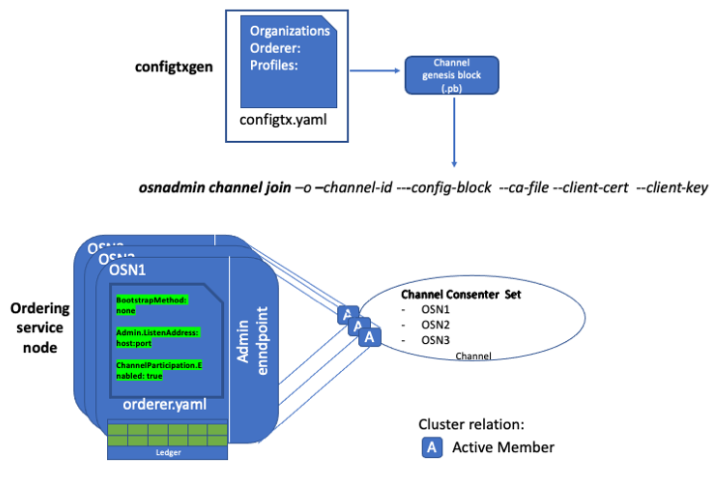 configtxgen
Organizations
Orderer:
Profiles:
configtx.yaml
Channel
genesis block
(.pb)
osnadmin channel join –o –channel-id ---config-block --ca-file --client-cert --client-key
Ordering
service
node
OSN1
BootstrapMethod:
none
Admin.ListenAddress:
host:port
ChannelParticipation.E
nabled: true
orderer.yaml
Ledger
Admin
enndpoint
A
A
A
Channel Consenter Set
- OSN1
- OSN2
- OSN3
Channel
Cluster relation:
A Active Member